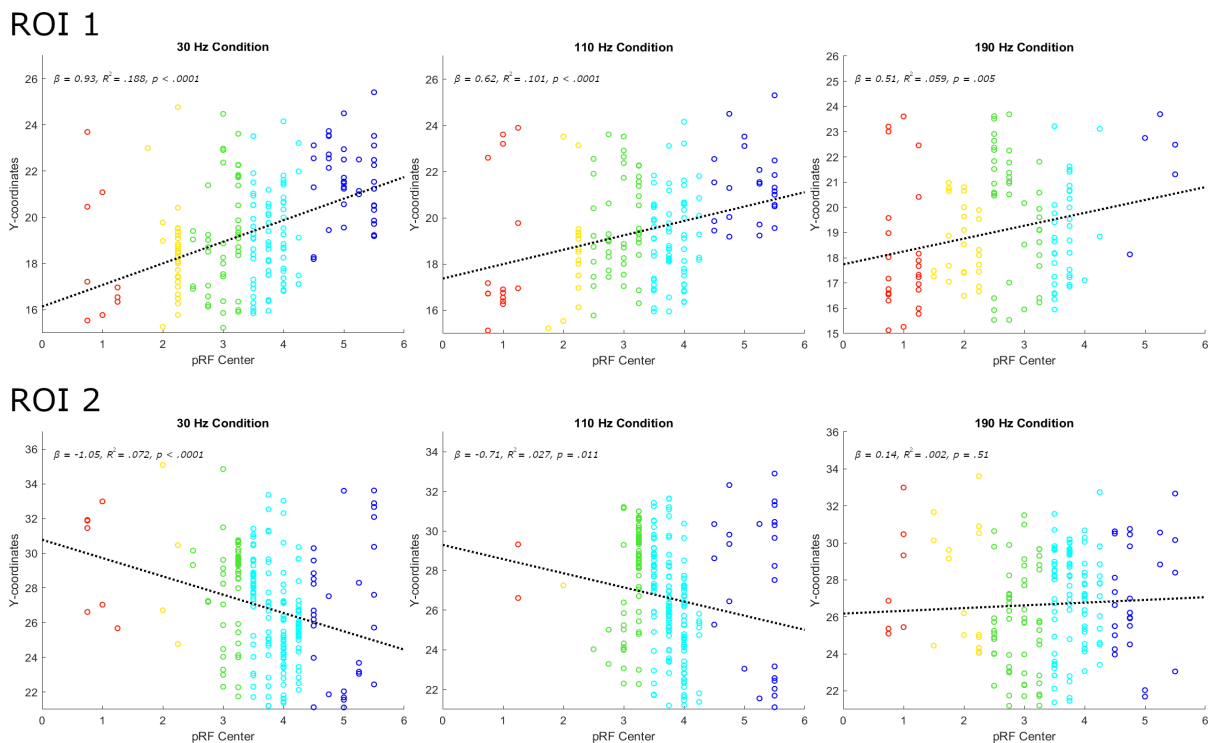 ROI 1
30 Hz Condition
β = 0.93, R² = .188, p < .0001
Y-coordinates
26
24
22
20
18
16
0 1 2 3 4 5 6
pRF Center
110 Hz Condition
β = 0.62, R² = .101, p < .0001
Y-coordinates
26
24
22
20
18
16
0 1 2 3 4 5 6
pRF Center
190 Hz Condition
β = 0.51, R² = .059, p = .005
Y-coordinates
26
25
24
23
22
21
20
19
18
17
16
15
0 1 2 3 4 5 6
pRF Center
ROI 2
30 Hz Condition
β = -1.05, R² = .072, p < .0001
Y-coordinates
36
34
32
30
28
26
24
22
0 1 2 3 4 5 6
pRF Center
110 Hz Condition
β = -0.71, R² = .027, p = .011
Y-coordinates
34
32
30
28
26
24
22
0 1 2 3 4 5 6
pRF Center
190 Hz Condition
β = 0.14, R² = .002, p = .51
Y-coordinates
36
35
34
33
32
31
30
29
28
27
26
25
24
23
22
21
0 1 2 3 4 5 6
pRF Center